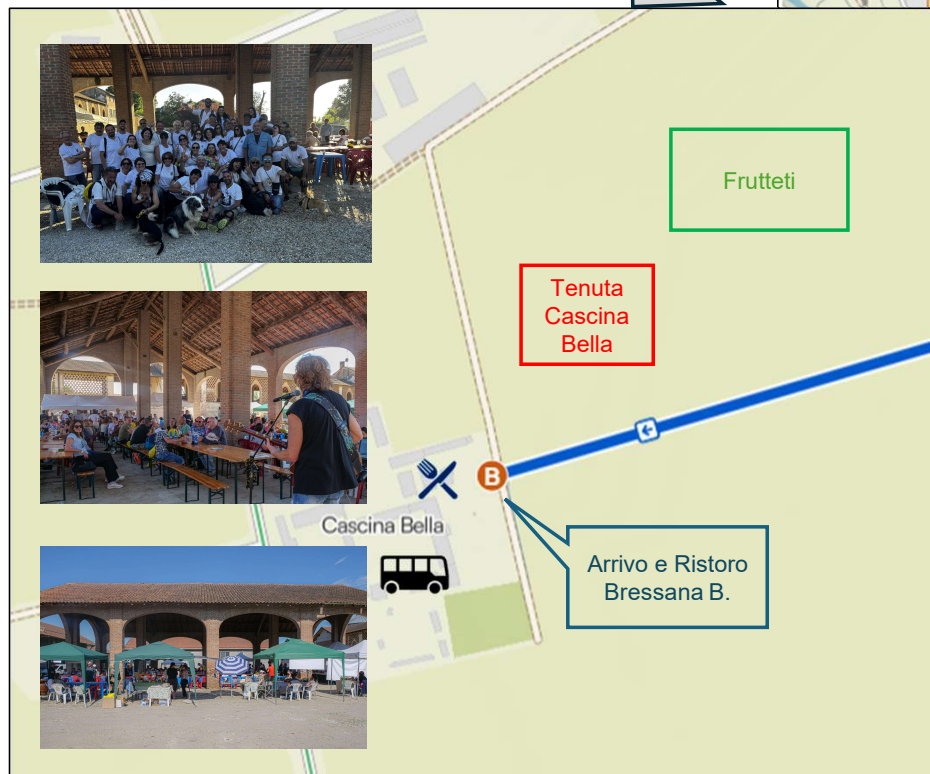 Frutteti
Tenuta
Cascina
Bella
B
Cascina Bella
Arrivo e Ristoro
Bressana B.